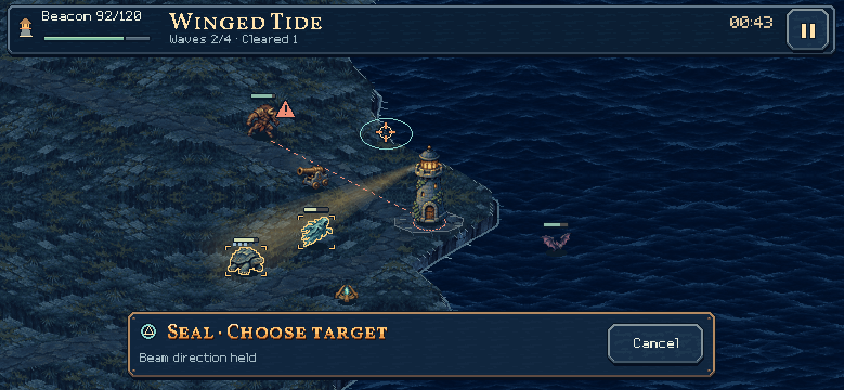 Beacon 92/120
Winged Tide
Waves 2/4 · Cleared 1
00:43
Seal · Choose target
Beam direction held
Cancel